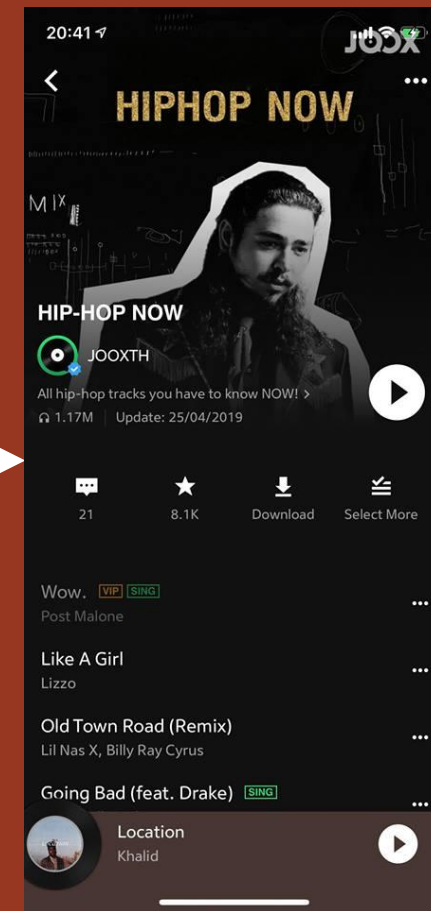 20:41
JOOX
HIPHOP NOW
MIX
HIP-HOP NOW
JOOXTH
All hip-hop tracks you have to know NOW! >
1.17M | Update: 25/04/2019
21 8.1K Download Select More
Wow. VIP SING
Post Malone
Like A Girl
Lizzo
Old Town Road (Remix)
Lil Nas X, Billy Ray Cyrus
Going Bad (feat. Drake) SING
Location
Khalid